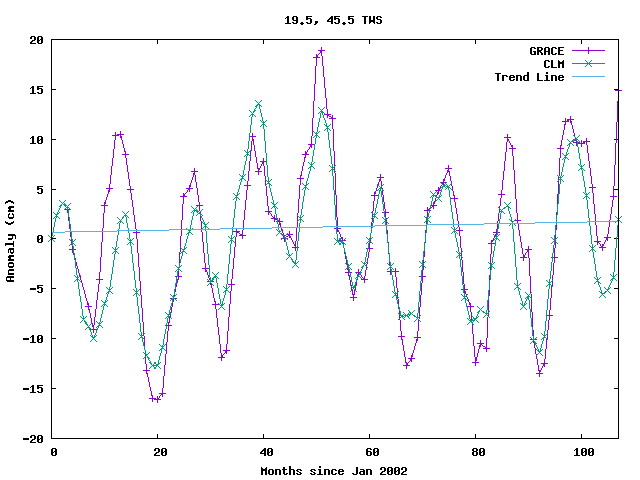 19.5, 45.5 TWS
GRACE
CLM
Trend Line
20
15
10
5
0
-5
-10
-15
-20
Anomaly (cm)
0 20 40 60 80 100
Months since Jan 2002